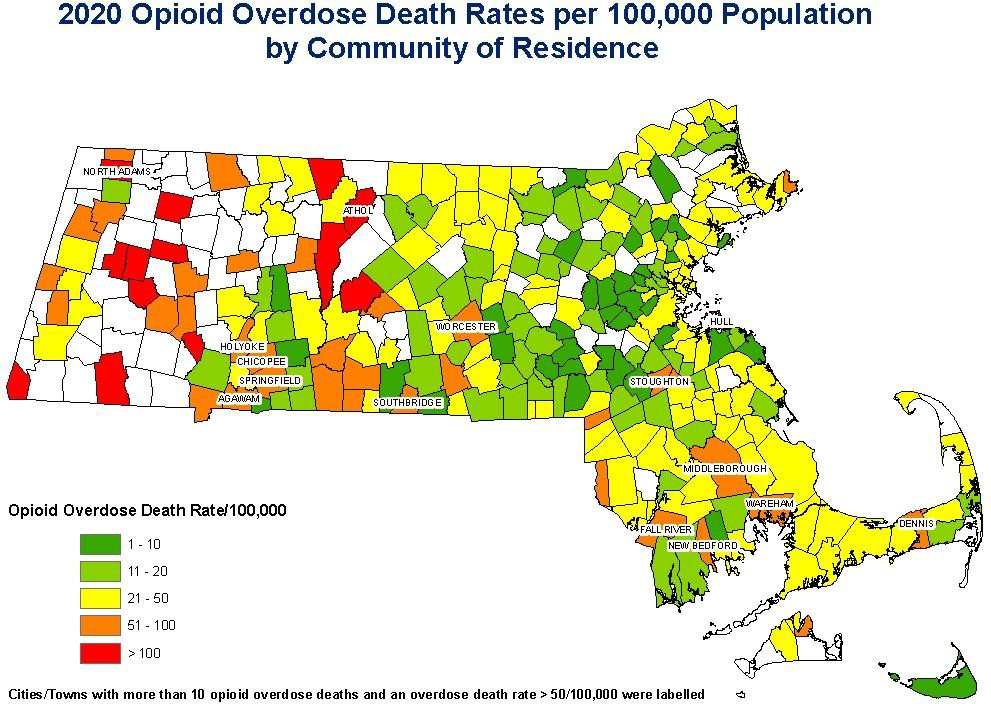 2020 Opioid Overdose Death Rates per 100,000 Population
by Community of Residence
NORTH ADAMS
ATHOL
WORCESTER
HULL
HOLYOKE
CHICOPEE
SPRINGFIELD
STOUGHTON
AGAWAM
SOUTHBRIDGE
MIDDLEBOROUGH
WAREHAM
Opioid Overdose Death Rate/100,000
DENNIS
FALL RIVER
NEW BEDFORD
1 - 10
11 - 20
21 - 50
51 - 100
> 100
Cities/Towns with more than 10 opioid overdose deaths and an overdose death rate > 50/100,000 were labelled